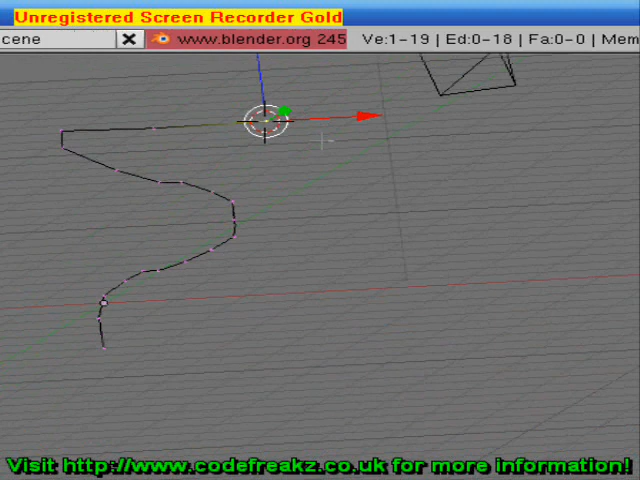 Unregistered Screen Recorder Gold
cene X www.blender.org 245 Ve:1-19 | Ed:0-18 | Fa:0-0 | Mem
Visit http://www.codefreakz.co.uk for more information!